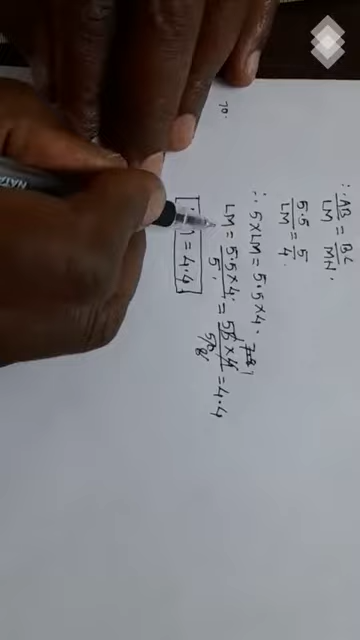 ∴ AB/LM = BC/MN.
5.5/LM = 5/4.
∴ 5×LM = 5.5×4.
LM = 5.5×4/5 = 55×4/50 = 4.4
= 4.4
70.